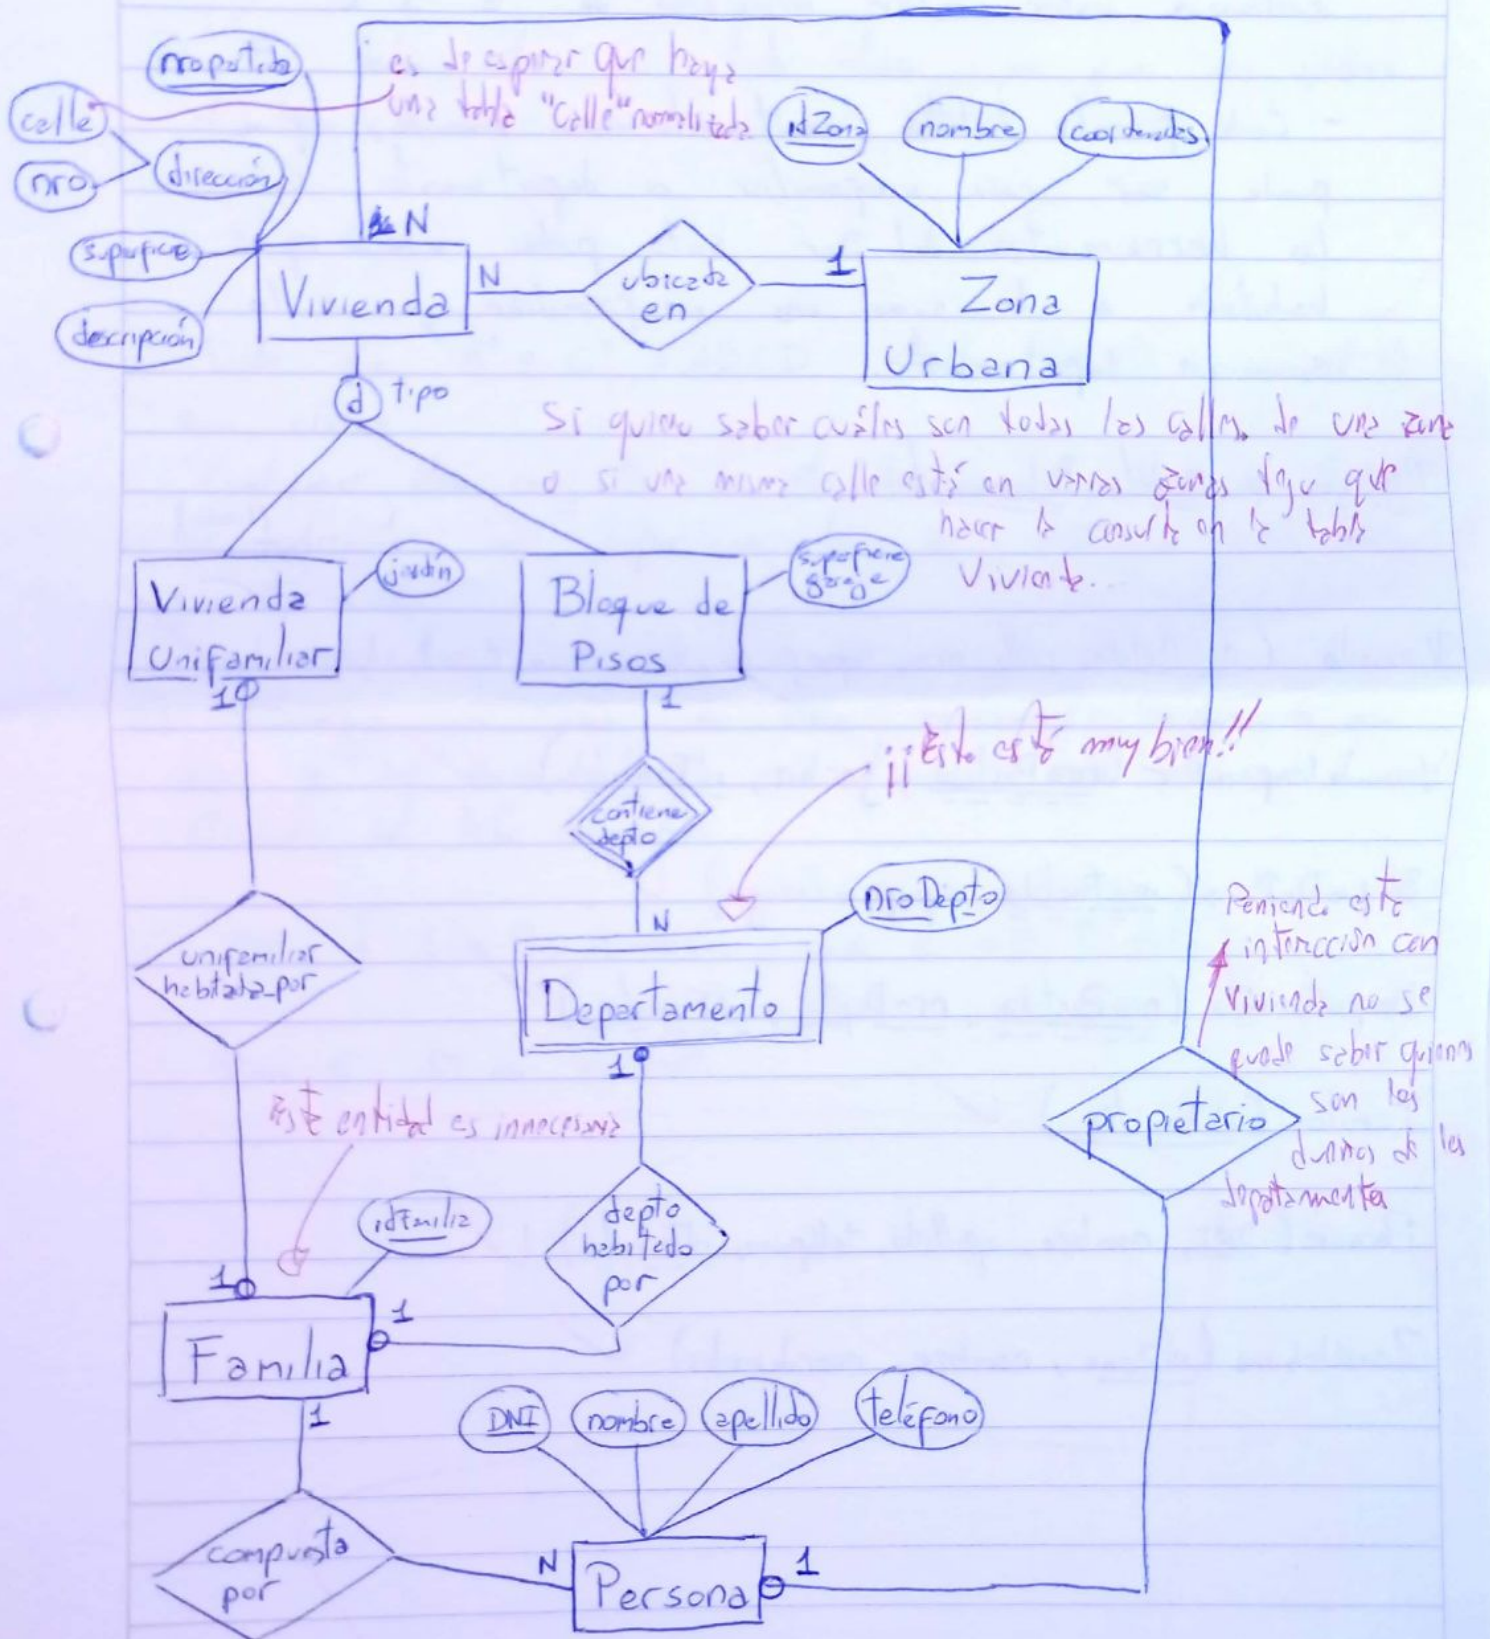 nropartida
es de esperar que haya
una tabla "Calle" normalizada
calle
nro
dirección
superficie
descripción
idZona
nombre
coordenadas
N
Vivienda
N
ubicada
en
1
Zona
Urbana
d
tipo
Si quiero saber cuáles son todas las calles de una zona
o si una misma calle está en varias zonas tengo que
hacer la consulta en la tabla
Vivienda.
Vivienda
Unifamiliar
jardín
Bloque de
Pisos
superficie
garaje
1
1
¡¡Esto está muy bien!!
contiene
depto
N
nroDepto
unifamiliar
habitada_por
Departamento
1
Poniendo esta
interacción con
vivienda no se
puede saber quienes
son los
dueños de los
departamentos
propietario
Esta entidad es innecesaria
idFamilia
depto
habitado
por
1
1
Familia
1
DNI
nombre
apellido
teléfono
compuesta
por
N
Persona
1